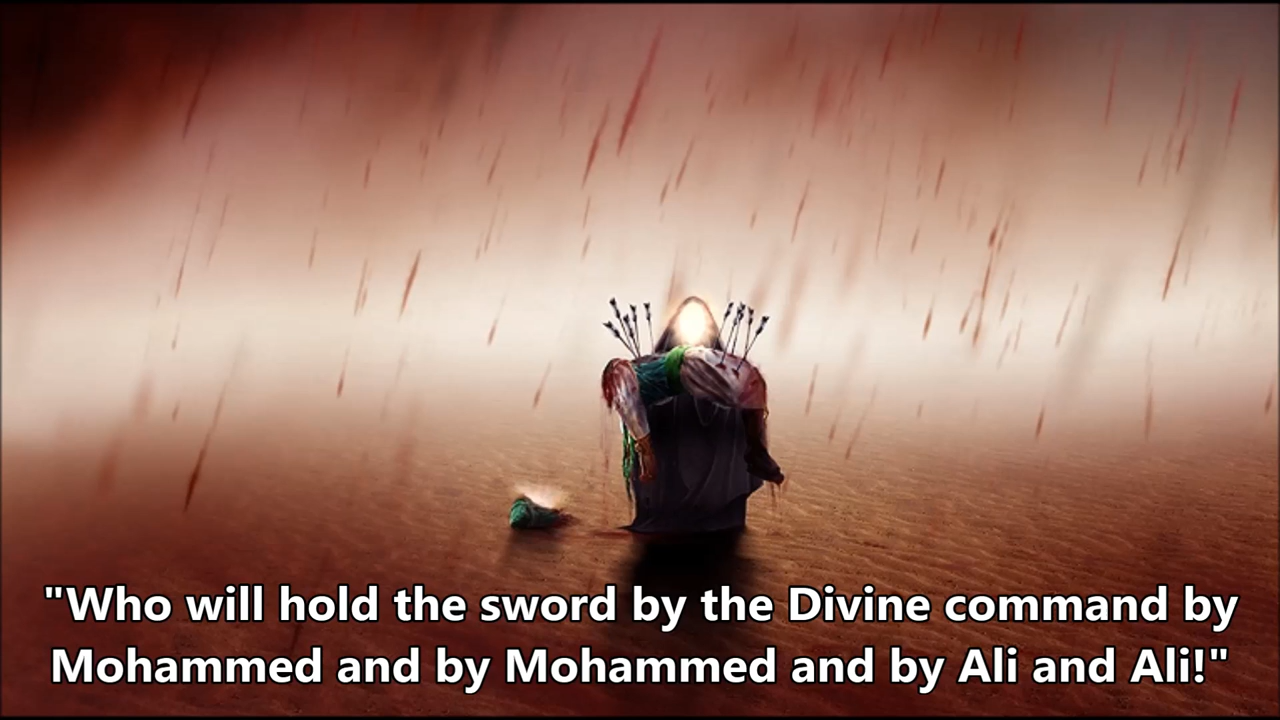 "Who will hold the sword by the Divine command by
Mohammed and by Mohammed and by Ali and Ali!"